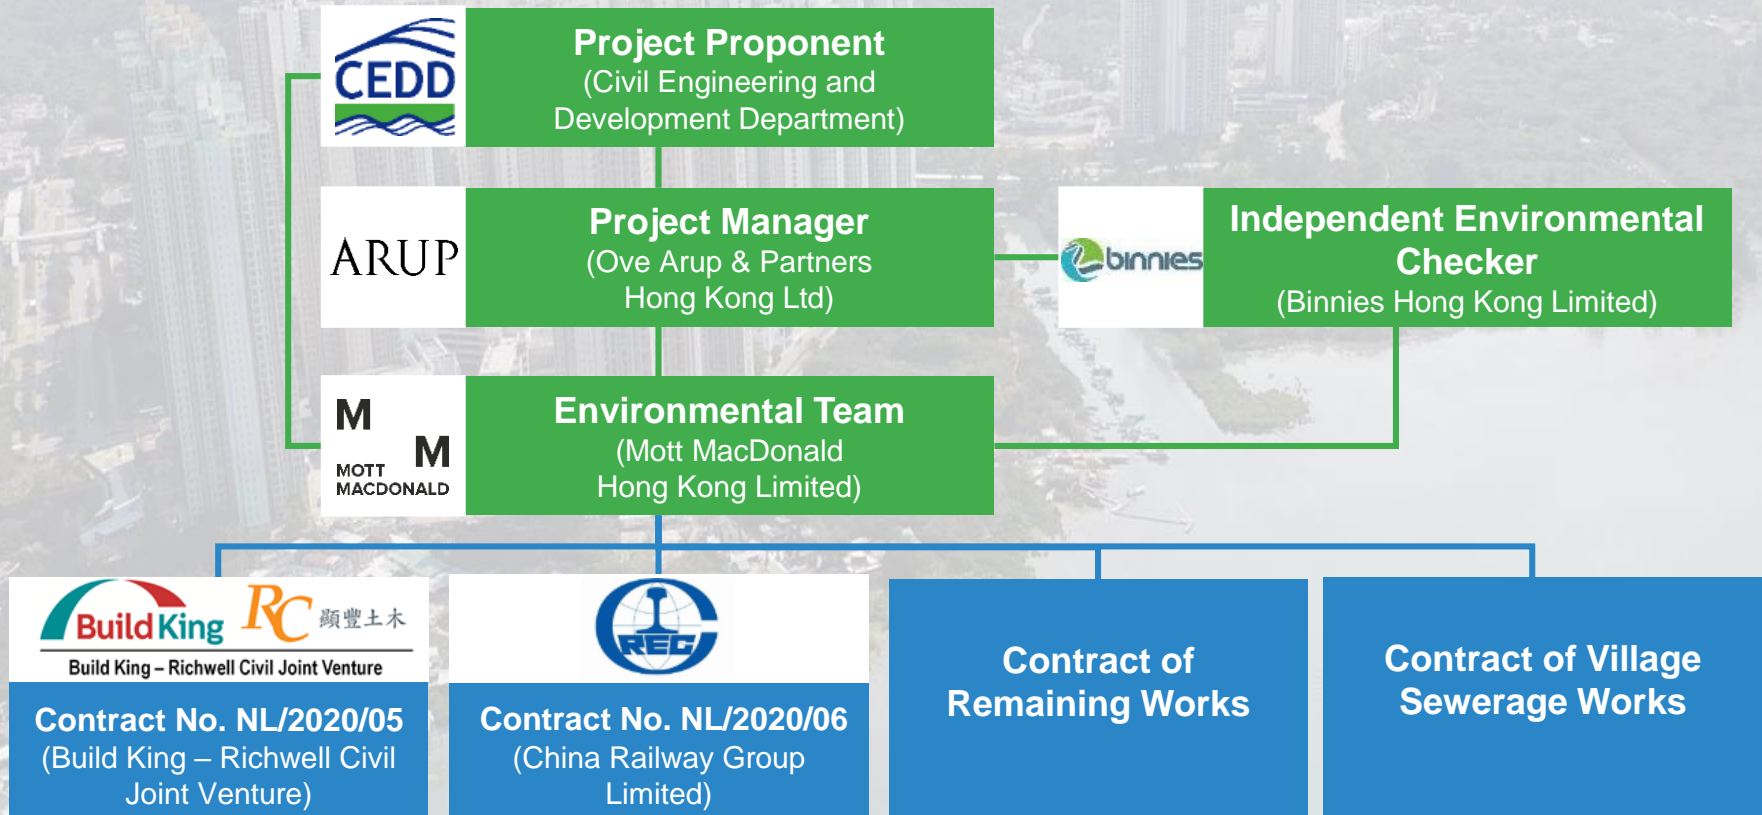 CEDD
Project Proponent
(Civil Engineering and
Development Department)
ARUP
Project Manager
(Ove Arup & Partners
Hong Kong Ltd)
binnies
Independent Environmental
Checker
(Binnies Hong Kong Limited)
M
M
MOTT
MACDONALD
Environmental Team
(Mott MacDonald
Hong Kong Limited)
Build King RC 顯豐土木
Build King – Richwell Civil Joint Venture
Contract No. NL/2020/05
(Build King – Richwell Civil
Joint Venture)
CREC
Contract No. NL/2020/06
(China Railway Group
Limited)
Contract of
Remaining Works
Contract of Village
Sewerage Works